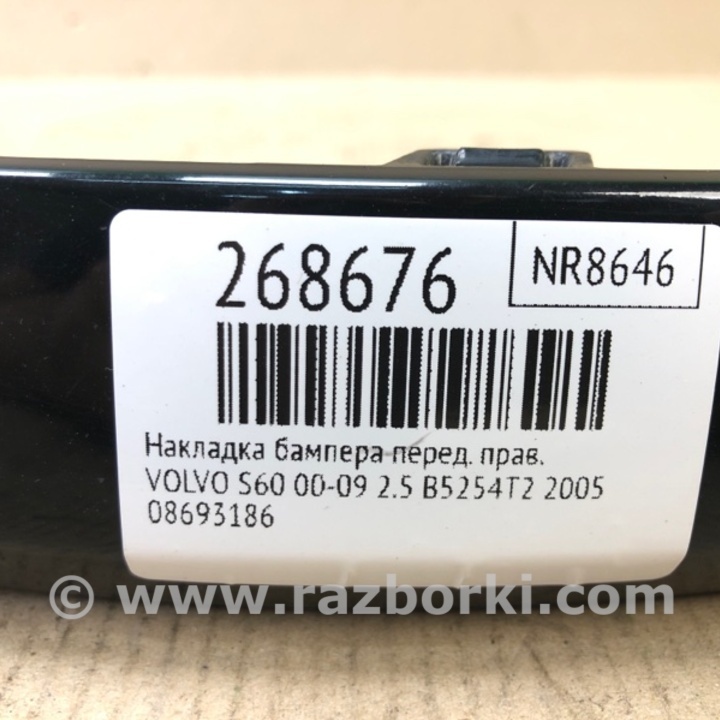 268676
NR8646
Накладка бампера перед. прав.
VOLVO S60 00-09 2.5 B5254T2 2005
08693186
© www.razborki.com